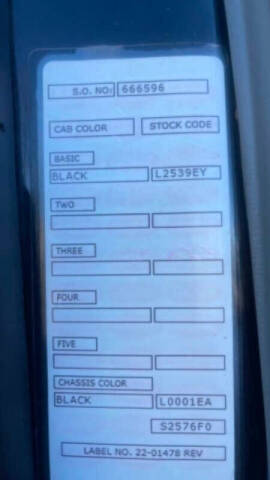 S.O. NO: 666596
CAB COLOR STOCK CODE
BASIC
BLACK L2539EY
TWO
THREE
FOUR
FIVE
CHASSIS COLOR
BLACK L0001EA
S2576F0
LABEL NO. 22-01478 REV